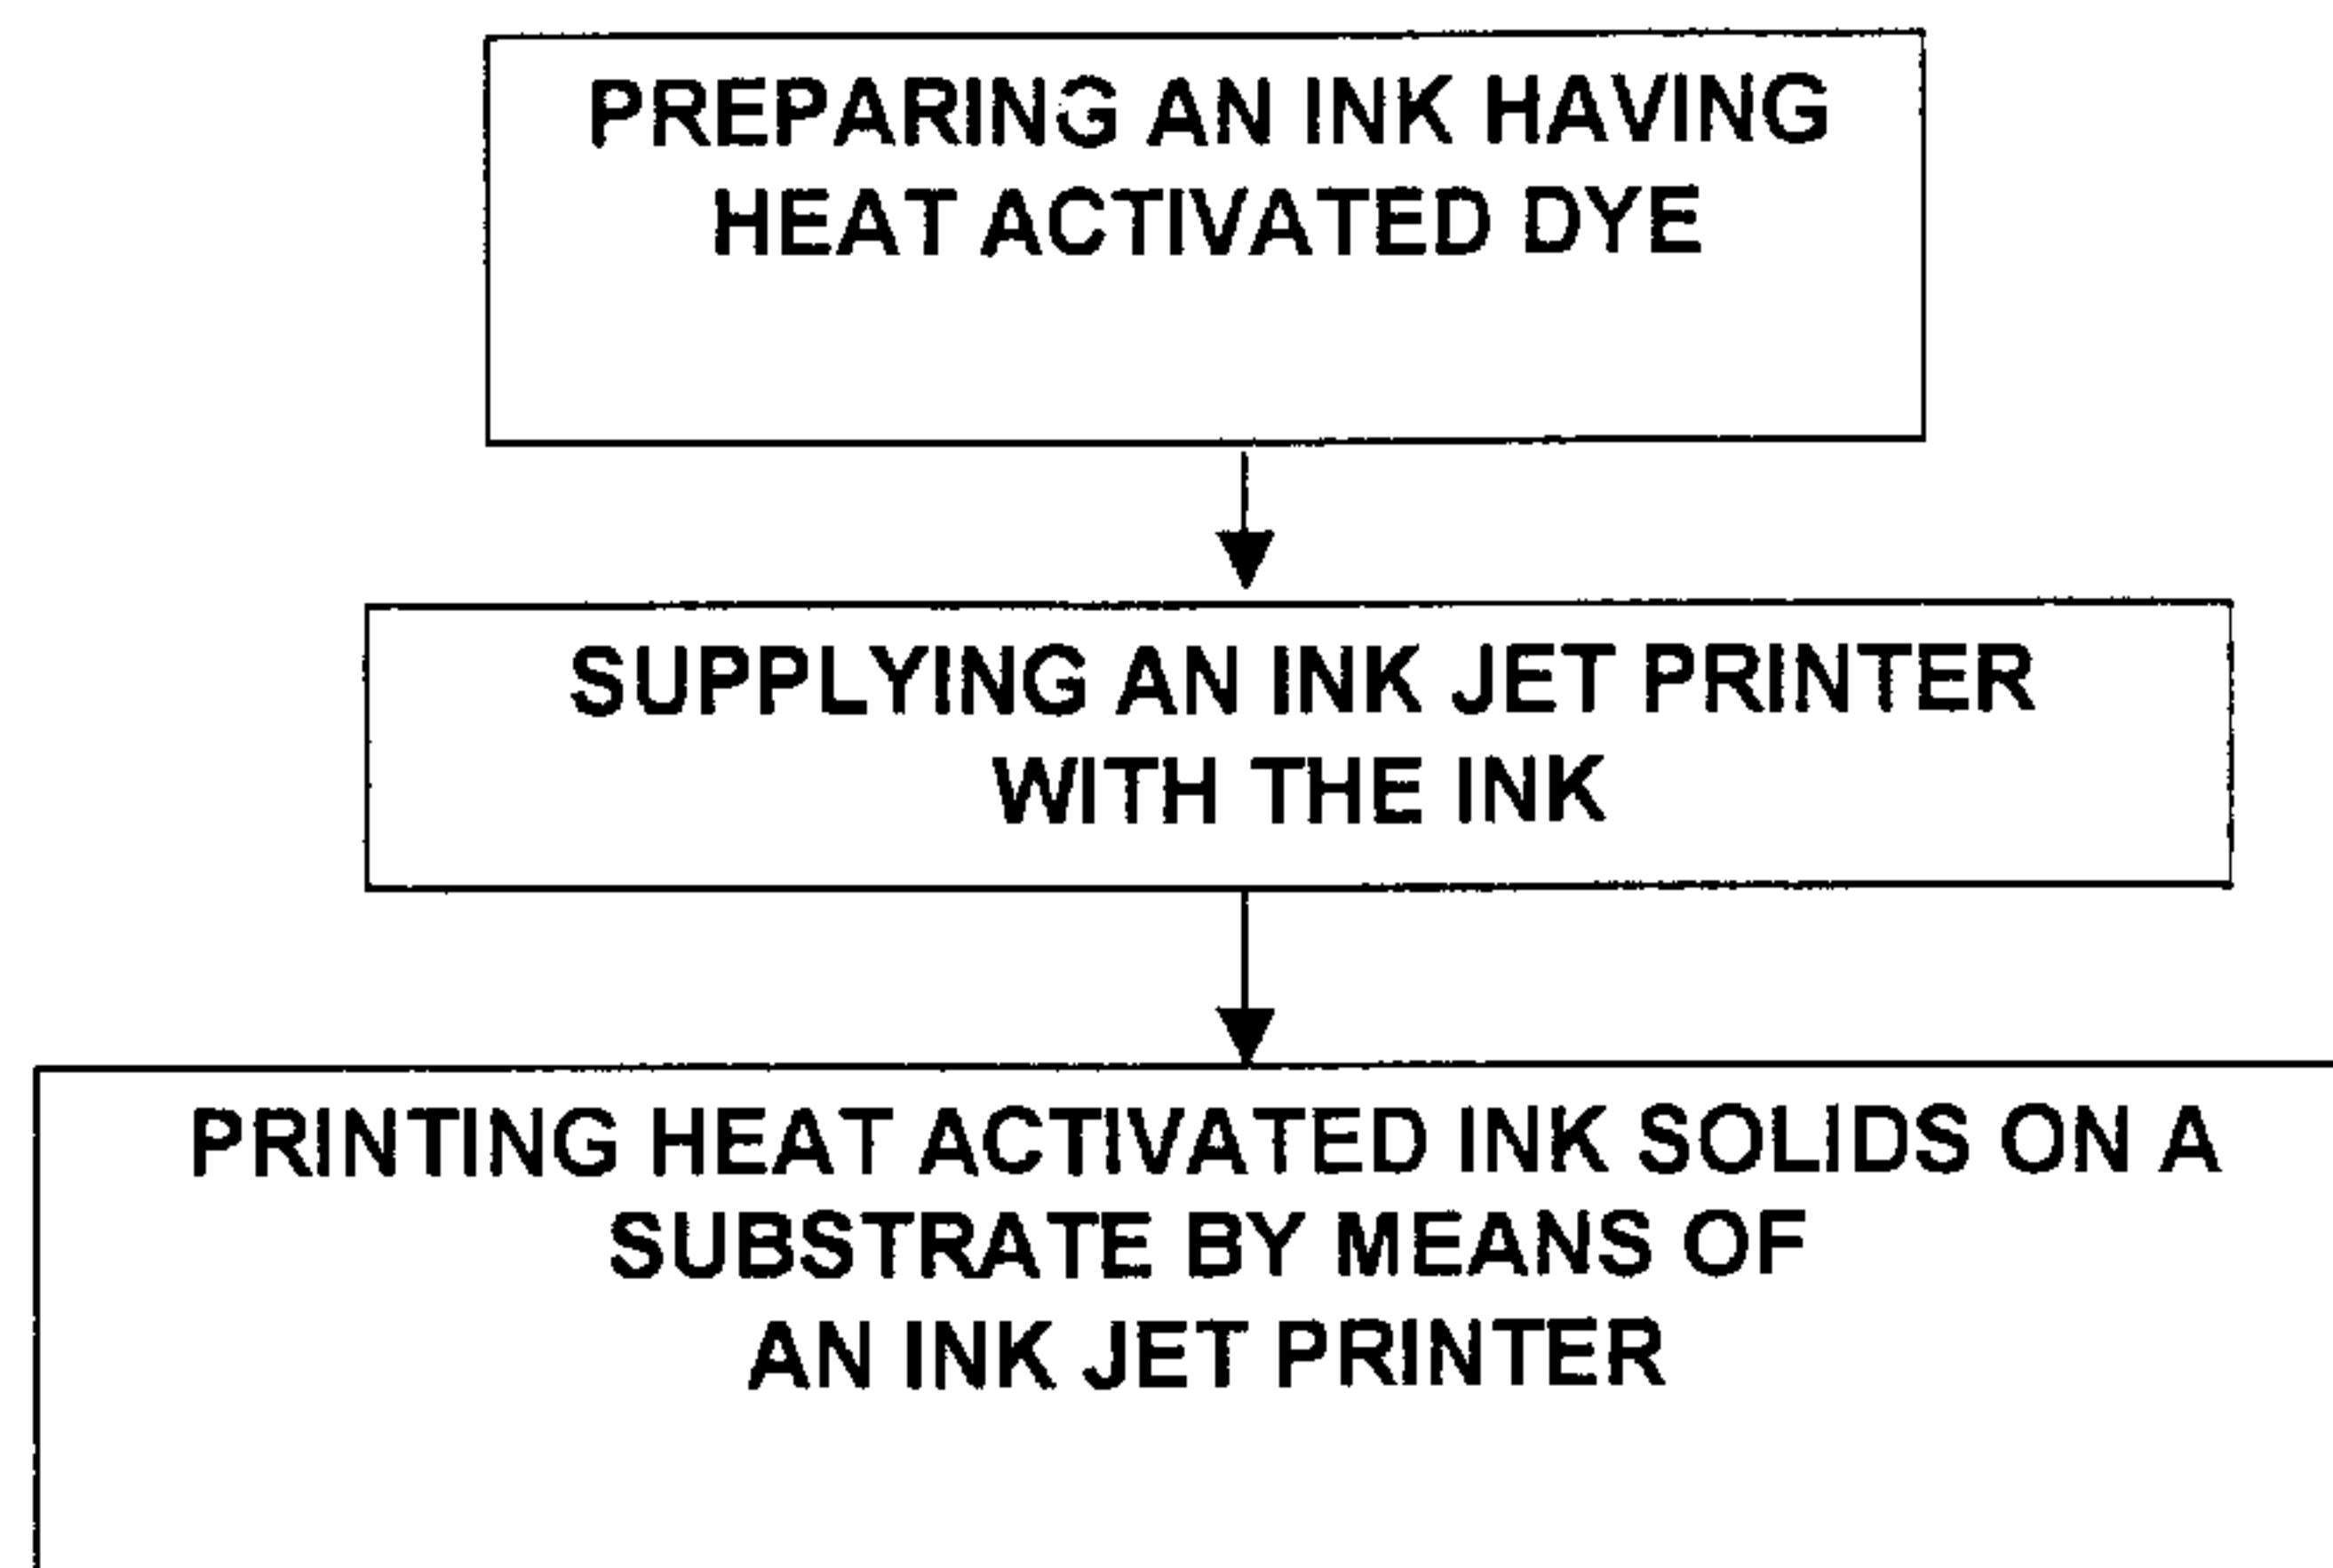 PREPARING AN INK HAVING
HEAT ACTIVATED DYE
SUPPLYING AN INK JET PRINTER
WITH THE INK
PRINTING HEAT ACTIVATED INK SOLIDS ON A
SUBSTRATE BY MEANS OF
AN INK JET PRINTER